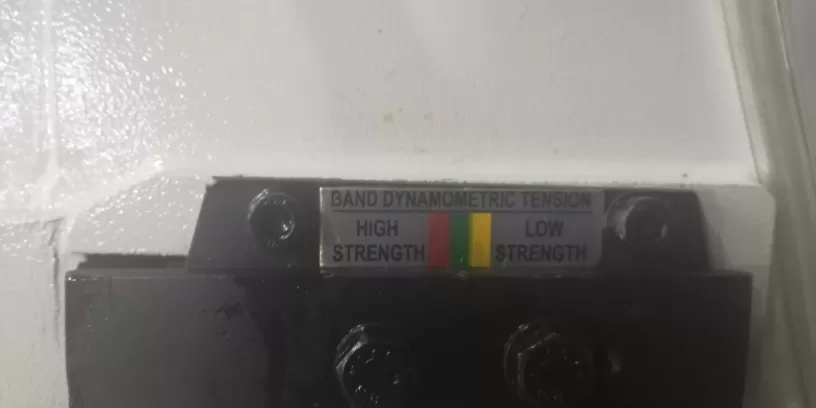 BAND DYNAMOMETRIC TENSION
HIGH STRENGTH
LOW STRENGTH